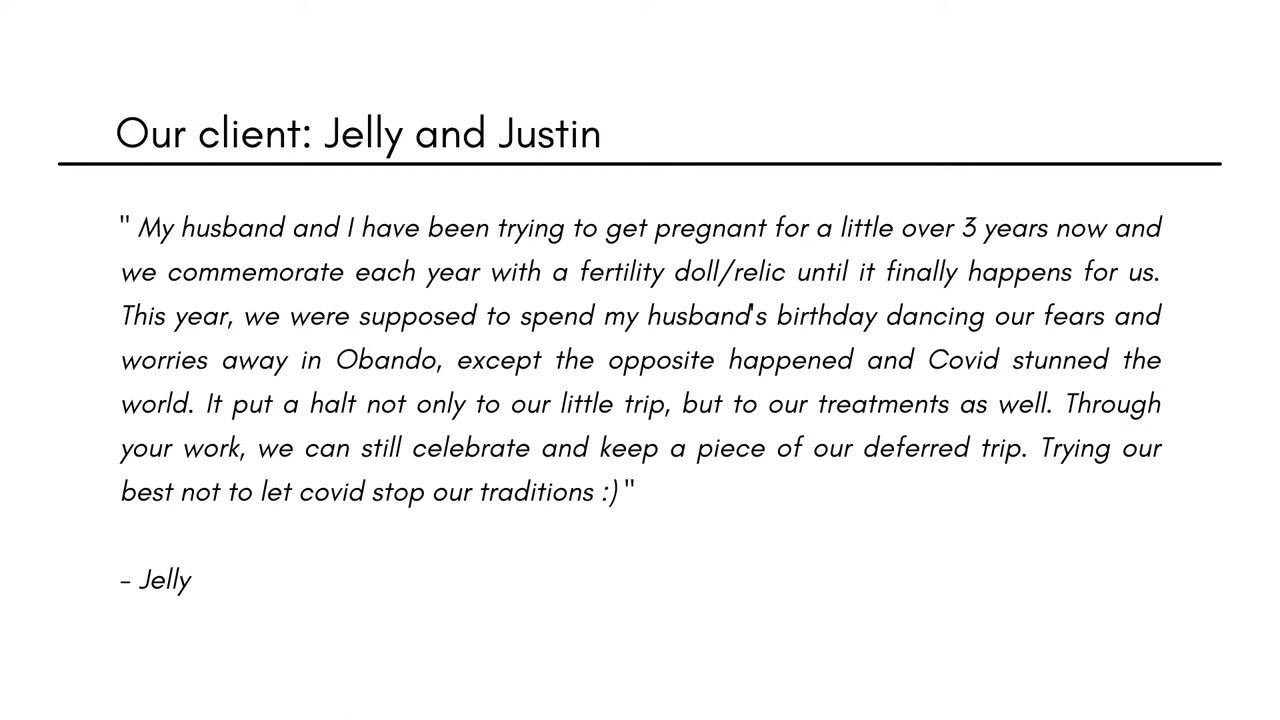 Our client: Jelly and Justin
" My husband and I have been trying to get pregnant for a little over 3 years now and
we commemorate each year with a fertility doll/relic until it finally happens for us.
This year, we were supposed to spend my husband's birthday dancing our fears and
worries away in Obando, except the opposite happened and Covid stunned the
world. It put a halt not only to our little trip, but to our treatments as well. Through
your work, we can still celebrate and keep a piece of our deferred trip. Trying our
best not to let covid stop our traditions :) "
- Jelly